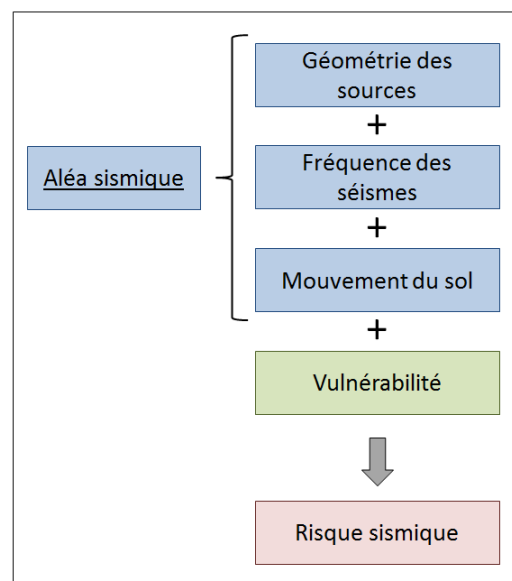 Géométrie des
sources
+
Aléa sismique
Fréquence des
séismes
+
Mouvement du sol
+
Vulnérabilité
Risque sismique